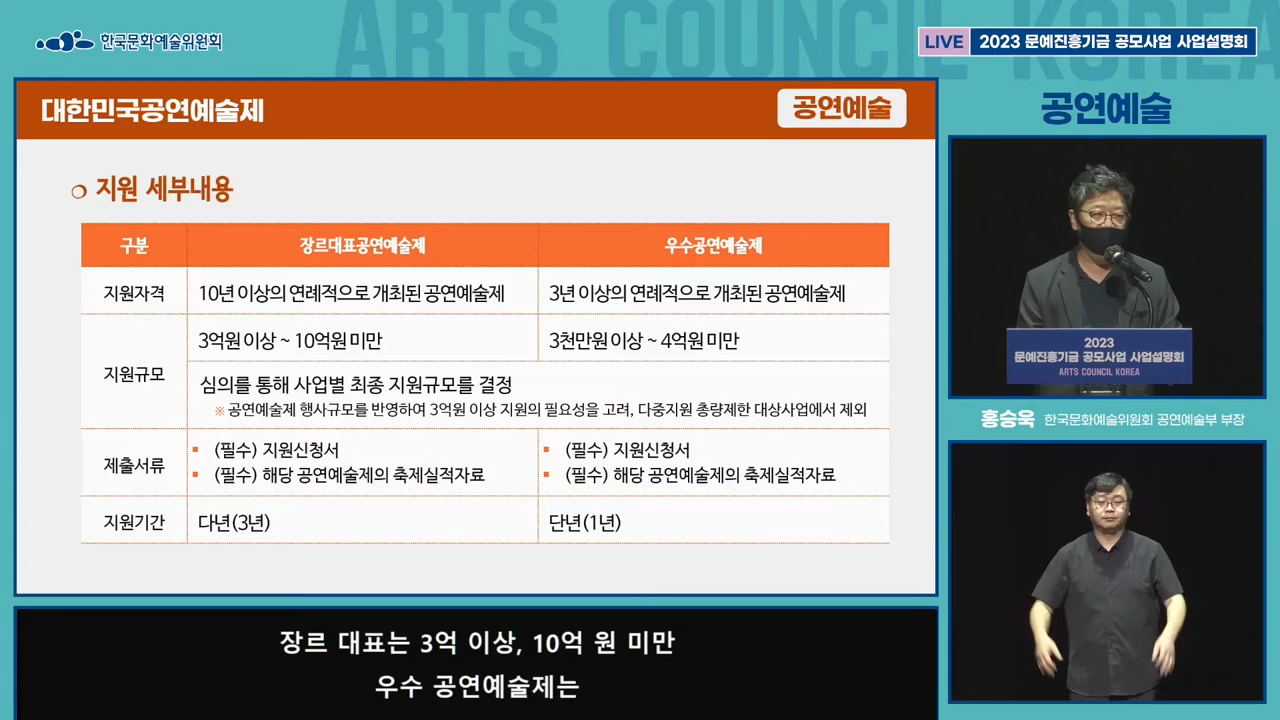 ARTS COUNCIL KOREA
한국문화예술위원회
LIVE 2023 문예진흥기금 공모사업 사업설명회
대한민국공연예술제
공연예술
공연예술
지원 세부내용
구분 장르대표공연예술제 우수공연예술제
지원자격 10년 이상의 연례적으로 개최된 공연예술제 3년 이상의 연례적으로 개최된 공연예술제
지원규모 3억원 이상 ~ 10억원 미만 3천만원 이상 ~ 4억원 미만
심의를 통해 사업별 최종 지원규모를 결정
※ 공연예술제 행사규모를 반영하여 3억원 이상 지원의 필요성을 고려, 다중지원 총량제한 대상사업에서 제외
제출서류
▪ (필수) 지원신청서 ▪ (필수) 지원신청서
▪ (필수) 해당 공연예술제의 축제실적자료 ▪ (필수) 해당 공연예술제의 축제실적자료
지원기간 다년(3년) 단년(1년)
2023
문예진흥기금 공모사업 사업설명회
ARTS COUNCIL KOREA
홍승욱 한국문화예술위원회 공연예술부 부장
장르 대표는 3억 이상, 10억 원 미만
우수 공연예술제는